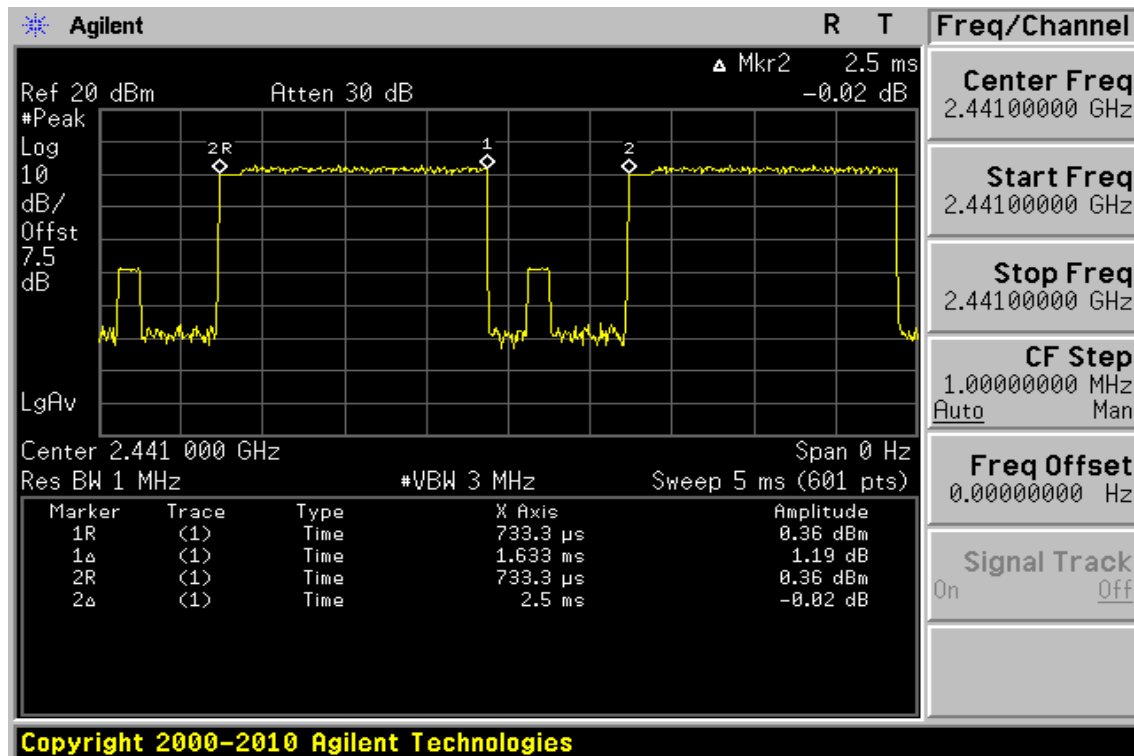 Agilent R T Freq/Channel
Δ Mkr2 2.5 ms
Ref 20 dBm Atten 30 dB -0.02 dB
#Peak
Log
10
dB/
Offst
7.5
dB
LgAv
2R 1 2
Center 2.441 000 GHz Span 0 Hz
Res BW 1 MHz #VBW 3 MHz Sweep 5 ms (601 pts)
Marker Trace Type X Axis Amplitude
1R (1) Time 733.3 µs 0.36 dBm
1Δ (1) Time 1.633 ms 1.19 dB
2R (1) Time 733.3 µs 0.36 dBm
2Δ (1) Time 2.5 ms -0.02 dB
Center Freq
2.44100000 GHz
Start Freq
2.44100000 GHz
Stop Freq
2.44100000 GHz
CF Step
1.00000000 MHz
Auto Man
Freq Offset
0.00000000 Hz
Signal Track
On Off
Copyright 2000-2010 Agilent Technologies